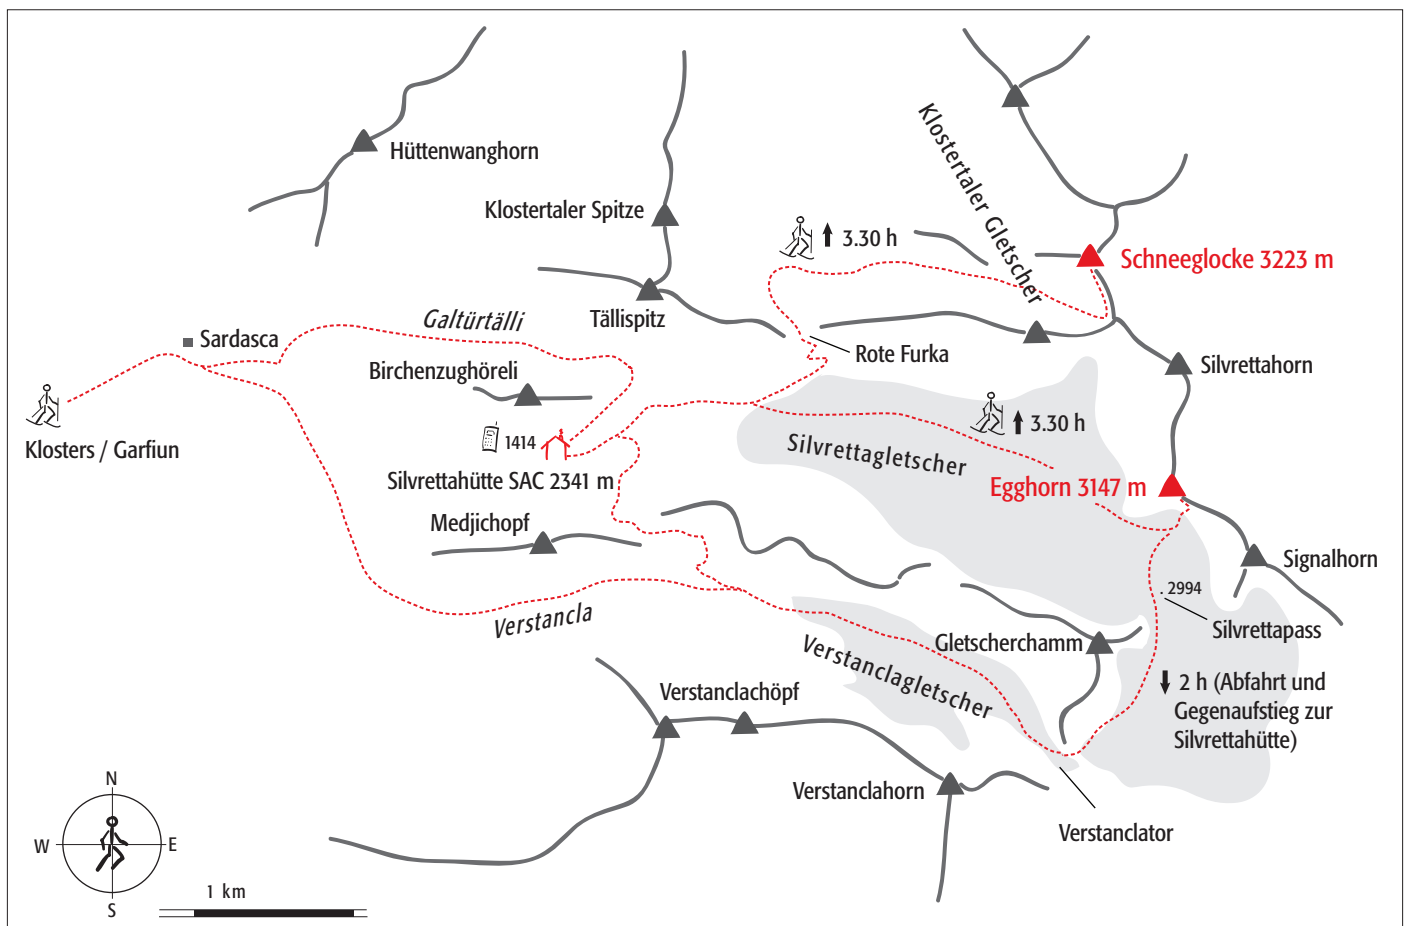 Hüttenwanghorn
Klostertaler Spitze
3.30 h
Klostertaler Gletscher
Schneeglocke 3223 m
Galtürtälli
Tällispitz
Sardasca
Rote Furka
Silvrettahorn
Birchenzughöreli
Klosters / Garfiun
1414
3.30 h
Silvrettagletscher
Silvrettahütte SAC 2341 m
Egghorn 3147 m
Medjichopf
Signalhorn
. 2994
Verstancla
Silvrettapass
Gletscherchamm
Verstanclagletscher
Verstanclachöpf
2 h (Abfahrt und
Gegenaufstieg zur
Silvrettahütte)
Verstanclahorn
Verstanclator
N
W
E
S
1 km